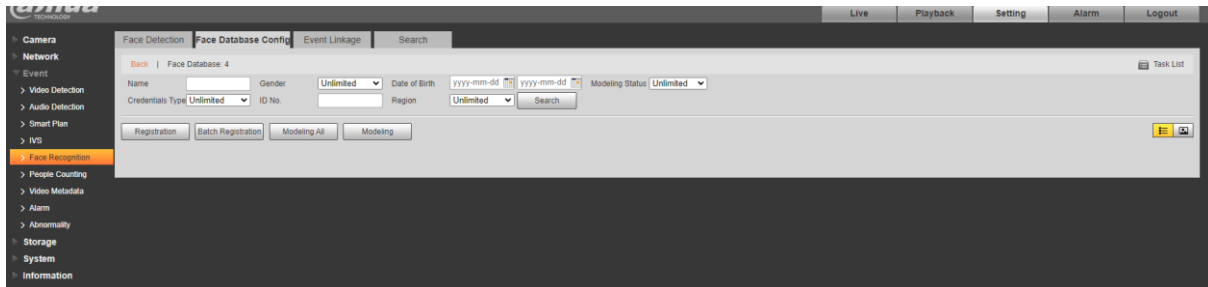 alhua
TECHNOLOGY
Live Playback Setting Alarm Logout
Camera
Network
Event
Video Detection
Audio Detection
Smart Plan
IVS
Face Recognition
People Counting
Video Metadata
Alarm
Abnormality
Storage
System
Information
Face Detection Face Database Config Event Linkage Search
Back | Face Database: 4 Task List
Name Gender Unlimited Date of Birth yyyy-mm-dd yyyy-mm-dd Modeling Status Unlimited
Credentials Type Unlimited ID No. Region Unlimited Search
Registration Batch Registration Modeling All Modeling